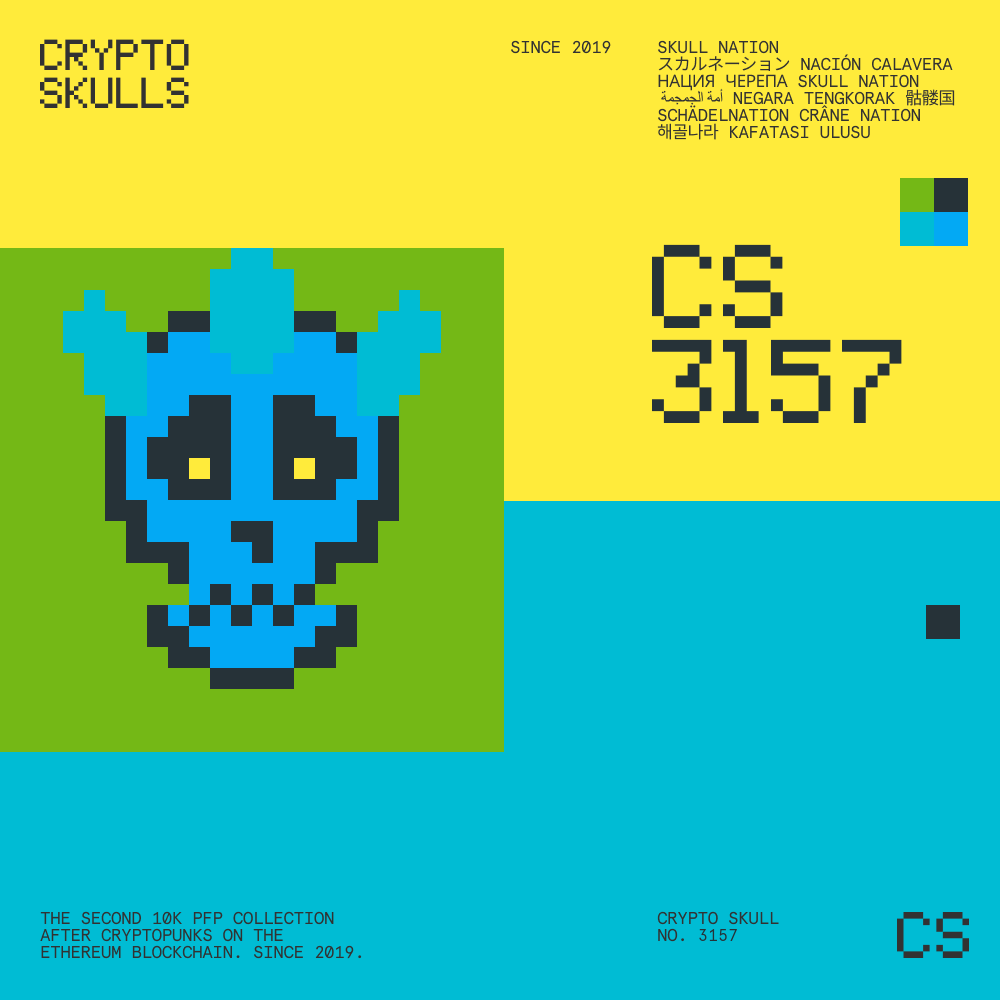 CRYPTO
SKULLS
SINCE 2019
SKULL NATION
スカルネーション NACIÓN CALAVERA
НАЦИЯ ЧЕРЕПА SKULL NATION
أمة الجمجمة NEGARA TENGKORAK 骷髅国
SCHÄDELNATION CRÂNE NATION
해골나라 KAFATASI ULUSU
CS
3157
THE SECOND 10K PFP COLLECTION
AFTER CRYPTOPUNKS ON THE
ETHEREUM BLOCKCHAIN. SINCE 2019.
CRYPTO SKULL
NO. 3157
CS